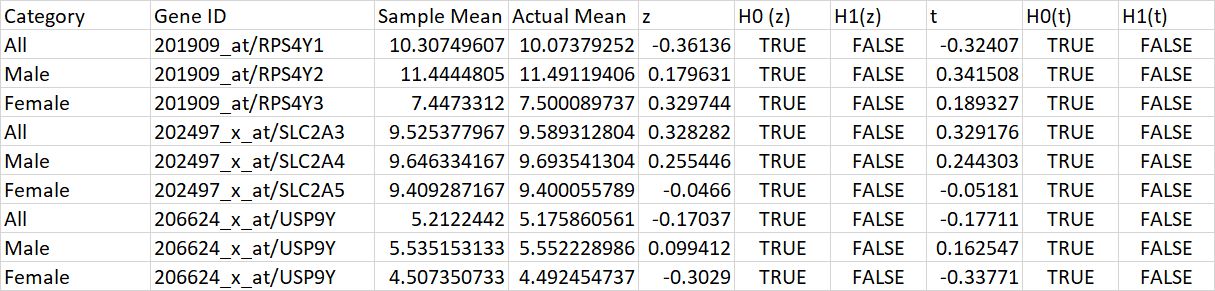 Category Gene ID Sample Mean Actual Mean z H0 (z) H1(z) t H0(t) H1(t)
All 201909_at/RPS4Y1 10.30749607 10.07379252 -0.36136 TRUE FALSE -0.32407 TRUE FALSE
Male 201909_at/RPS4Y2 11.4444805 11.49119406 0.179631 TRUE FALSE 0.341508 TRUE FALSE
Female 201909_at/RPS4Y3 7.4473312 7.500089737 0.329744 TRUE FALSE 0.189327 TRUE FALSE
All 202497_x_at/SLC2A3 9.525377967 9.589312804 0.328282 TRUE FALSE 0.329176 TRUE FALSE
Male 202497_x_at/SLC2A4 9.646334167 9.693541304 0.255446 TRUE FALSE 0.244303 TRUE FALSE
Female 202497_x_at/SLC2A5 9.409287167 9.400055789 -0.0466 TRUE FALSE -0.05181 TRUE FALSE
All 206624_x_at/USP9Y 5.2122442 5.175860561 -0.17037 TRUE FALSE -0.17711 TRUE FALSE
Male 206624_x_at/USP9Y 5.535153133 5.552228986 0.099412 TRUE FALSE 0.162547 TRUE FALSE
Female 206624_x_at/USP9Y 4.507350733 4.492454737 -0.3029 TRUE FALSE -0.33771 TRUE FALSE